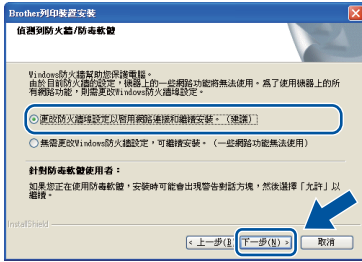 Brother列印裝置安裝
偵測到防火牆/防毒軟體
Windows防火牆幫助您保護電腦。
由於目前防火牆的設定，機器上的一些網路功能將無法使用。為了使用機器上的所
有網路功能，則需更改Windows防火牆埠設定。
更改防火牆埠設定以啟用網路連接和繼續安裝。（建議）
無需更改Windows防火牆設定，可繼續安裝。（一些網路功能無法使用）
針對防毒軟體使用者：
如果您正在使用防毒軟體，安裝時可能會出現警告對話方塊，然後選擇「允許」以
繼續。
InstallShield
< 上一步(B)
下一步(N) >
取消